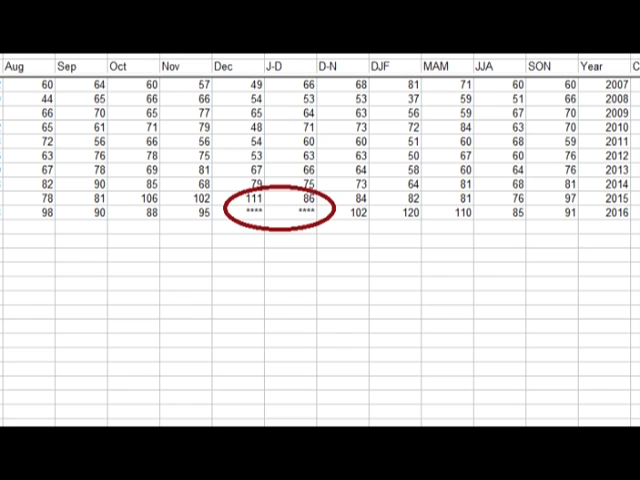 Aug Sep Oct Nov Dec J-D D-N DJF MAM JJA SON Year C
60 64 60 57 49 66 68 81 71 60 60 2007
44 65 66 66 54 53 53 37 59 51 66 2008
66 70 65 77 65 64 63 56 59 67 70 2009
65 61 71 79 48 71 73 72 84 63 70 2010
72 56 66 56 54 60 60 51 60 68 59 2011
63 76 78 75 53 63 63 50 67 60 76 2012
67 78 69 81 67 66 64 58 60 64 76 2013
82 90 85 68 79 75 73 64 81 68 81 2014
78 81 106 102 111 86 84 82 81 76 97 2015
98 90 88 95 **** **** 102 120 110 85 91 2016